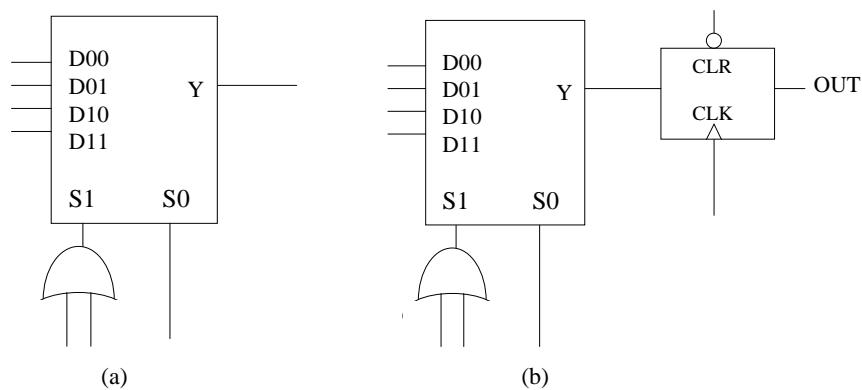 D00
D01
D10
D11
Y
S1 S0
(a)
D00
D01
D10
D11
Y
S1 S0
CLR
CLK
OUT
(b)